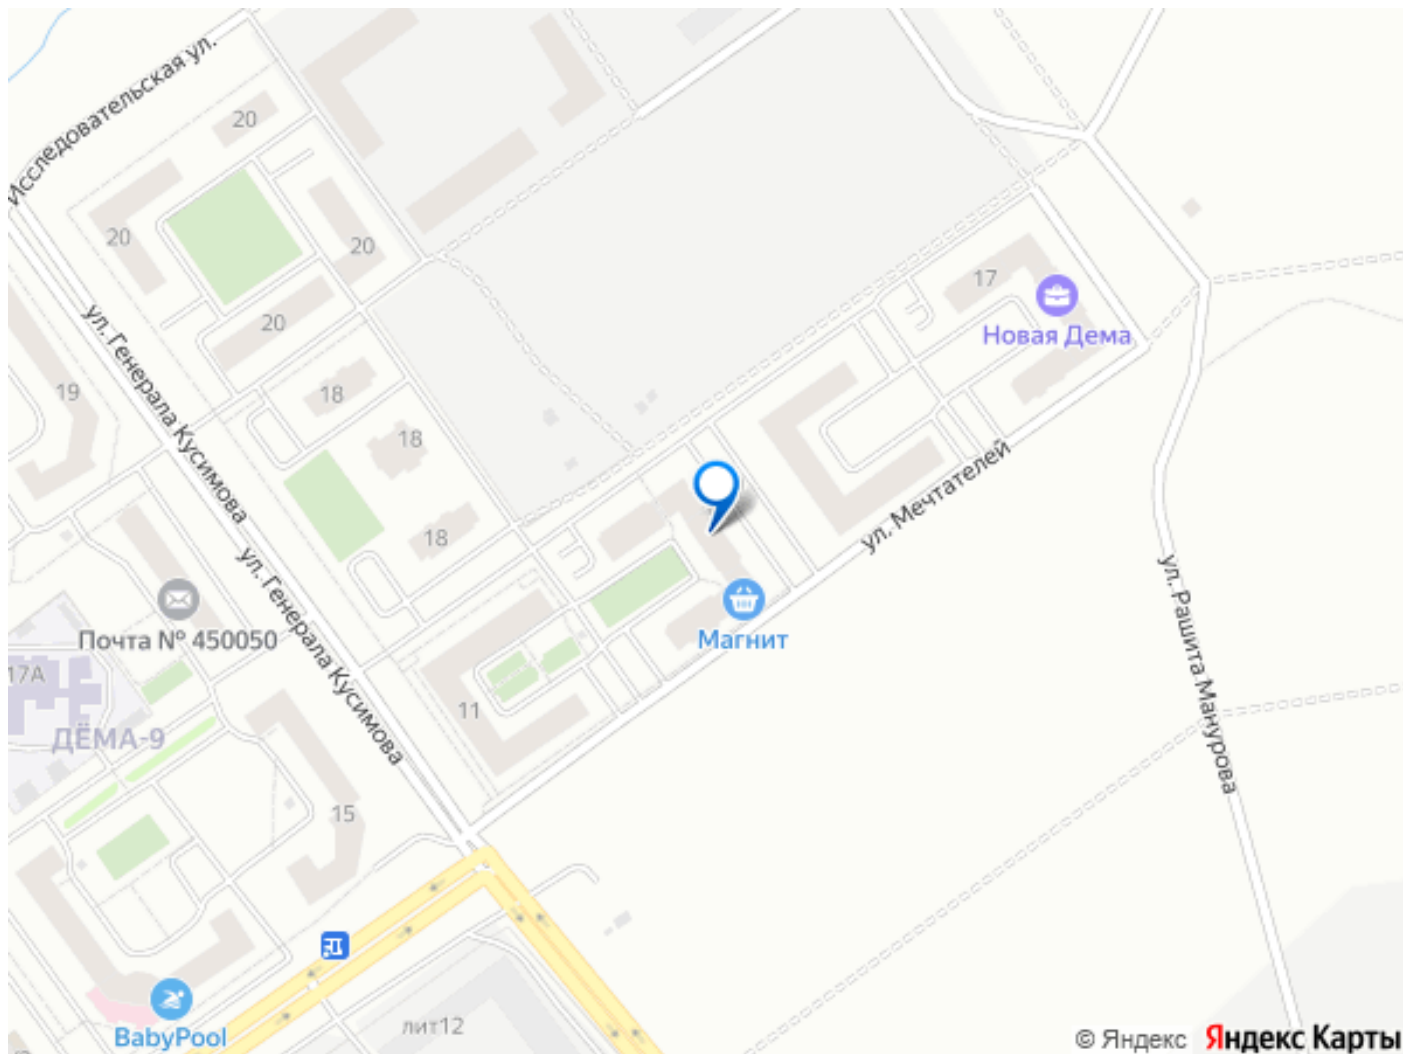 Исследовательская ул.
20
20
20
17
ул. Генерала Кусимова
20
Новая Дема
19
18
18
ул. Мечтателей
18
ул. Генерала Кусимова
Почта № 450050
Магнит
ул. Рашита Манурова
17А
11
ДЁМА-9
15
лит12
BabyPool
© Яндекс Яндекс Карты